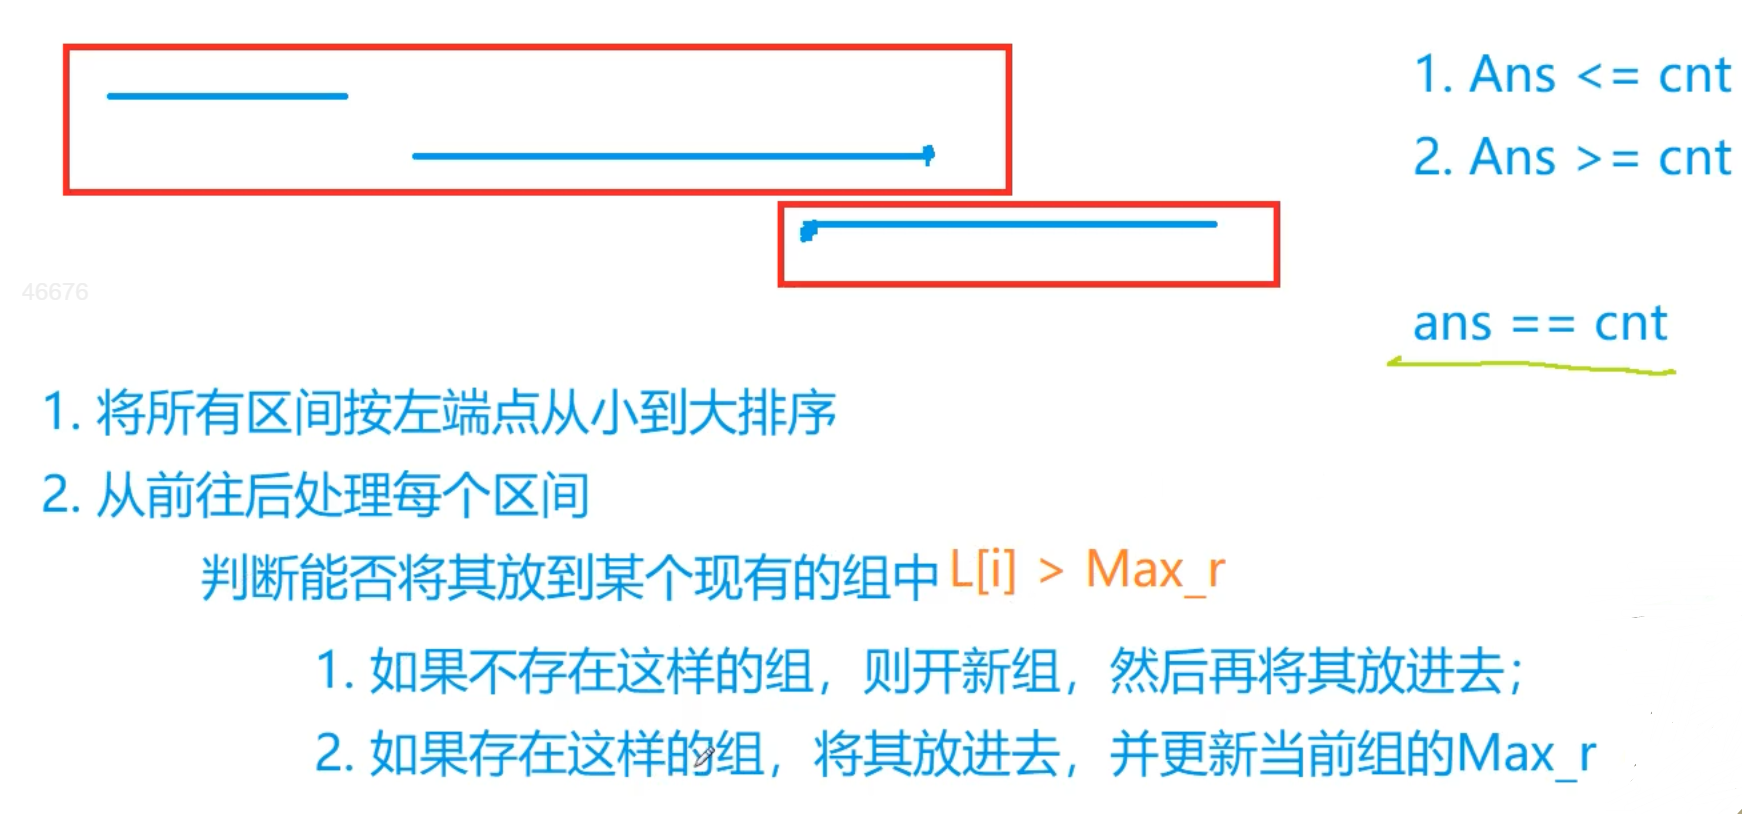 1. Ans <= cnt
2. Ans >= cnt
46676
ans == cnt
1. 将所有区间按左端点从小到大排序
2. 从前往后处理每个区间
判断能否将其放到某个现有的组中 L[i] > Max_r
1. 如果不存在这样的组，则开新组，然后再将其放进去；
2. 如果存在这样的组，将其放进去，并更新当前组的Max_r